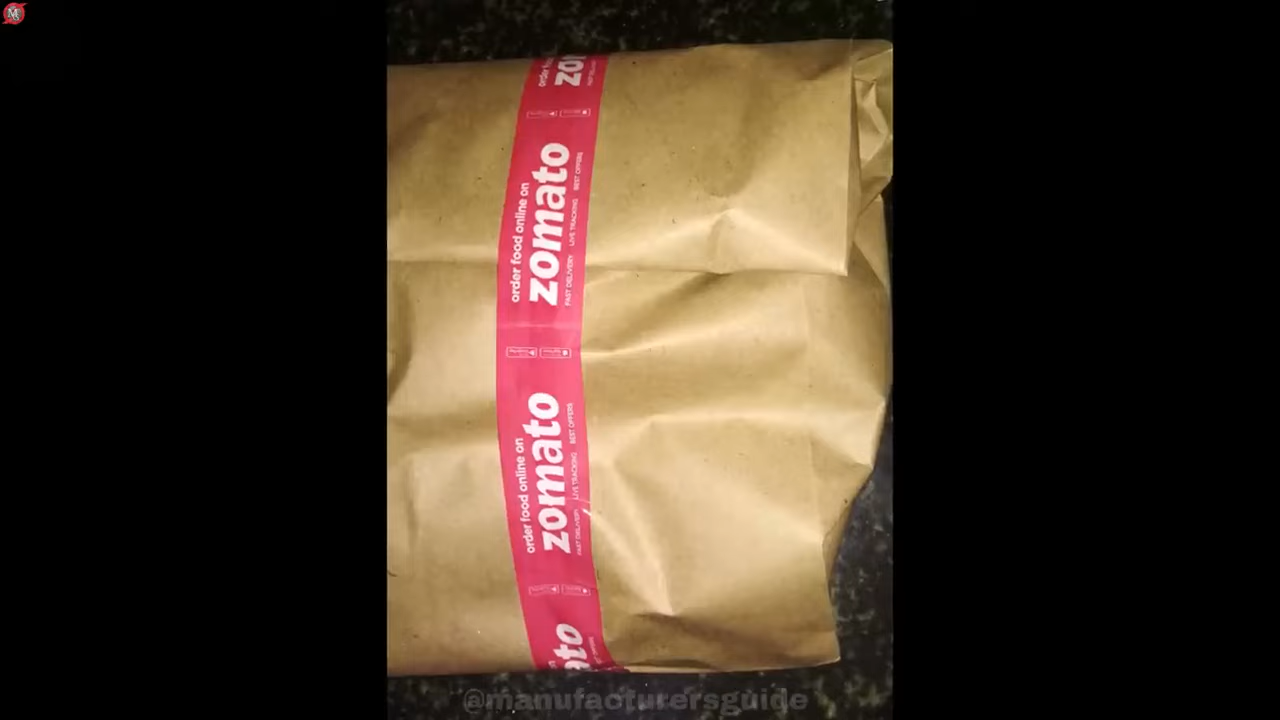 order food online on
zomato
FAST DELIVERY LIVE TRACKING BEST OFFERS
order food online on
zomato
FAST DELIVERY LIVE TRACKING BEST OFFERS
@manufacturersguide